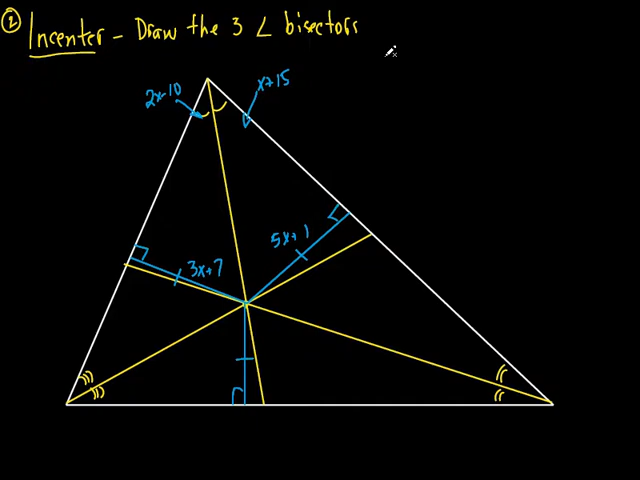 ② Incenter - Draw the 3 ∠ bisectors
2x-10
x+15
5x+1
3x+7